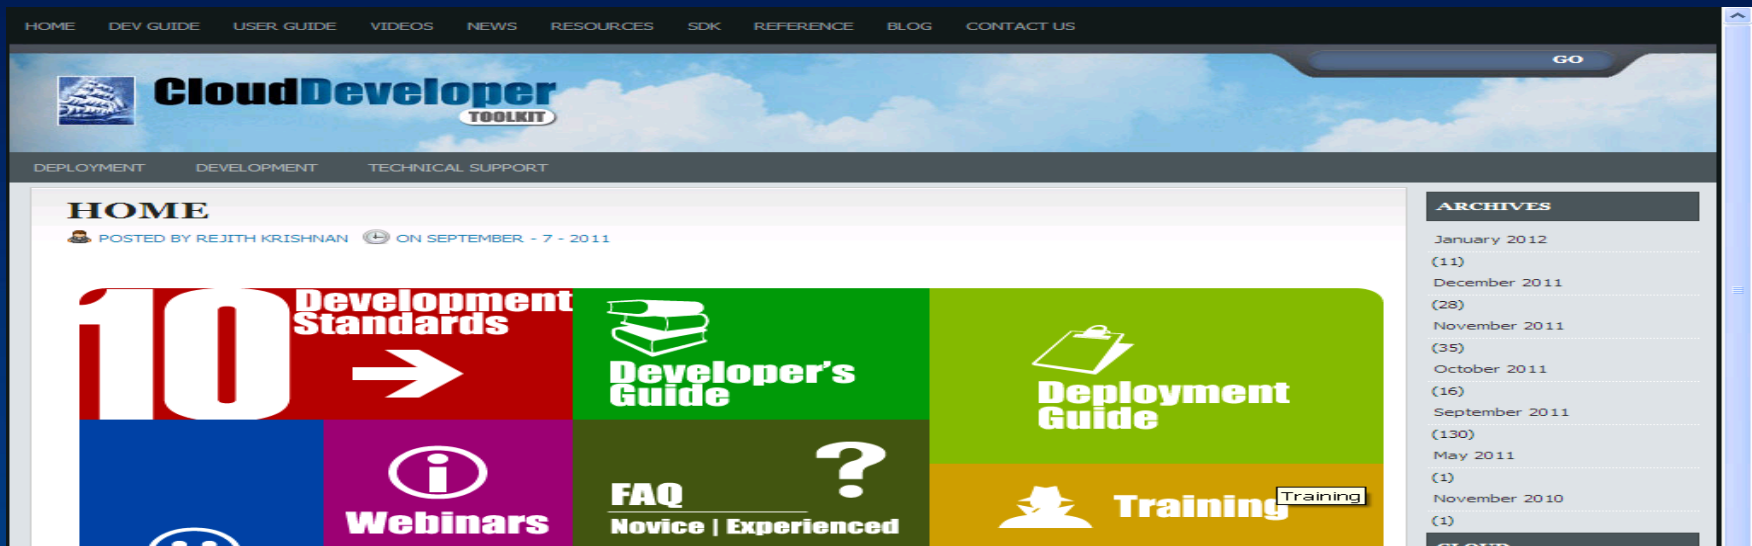 HOME DEV GUIDE USER GUIDE VIDEOS NEWS RESOURCES SDK REFERENCE BLOG CONTACT US
GO
CloudDeveloper
TOOLKIT
DEPLOYMENT DEVELOPMENT TECHNICAL SUPPORT
HOME
POSTED BY REJITH KRISHNAN ON SEPTEMBER - 7 - 2011
10 Development
Standards
Developer's
Guide
Deployment
Guide
Webinars
FAQ
Novice | Experienced
?
Training
Training
ARCHIVES
January 2012
(11)
December 2011
(28)
November 2011
(35)
October 2011
(16)
September 2011
(130)
May 2011
(1)
November 2010
(1)
CLOUD